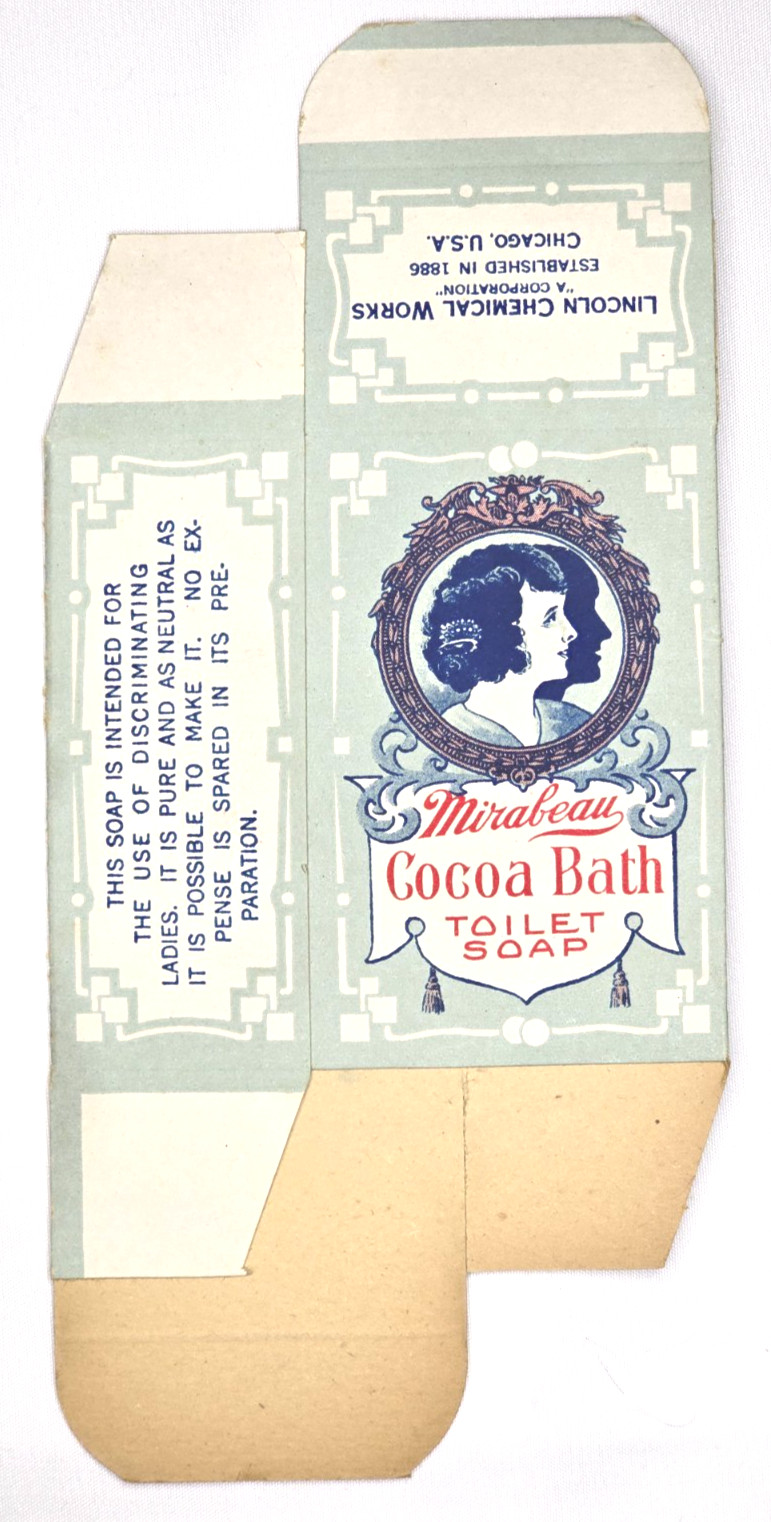 LINCOLN CHEMICAL WORKS
"A CORPORATION"
ESTABLISHED IN 1886
CHICAGO, U.S.A.
Mirabeau
Cocoa Bath
TOILET
SOAP
THIS SOAP IS INTENDED FOR
THE USE OF DISCRIMINATING
LADIES. IT IS PURE AND AS NEUTRAL AS
IT IS POSSIBLE TO MAKE IT. NO EX-
PENSE IS SPARED IN ITS PRE-
PARATION.